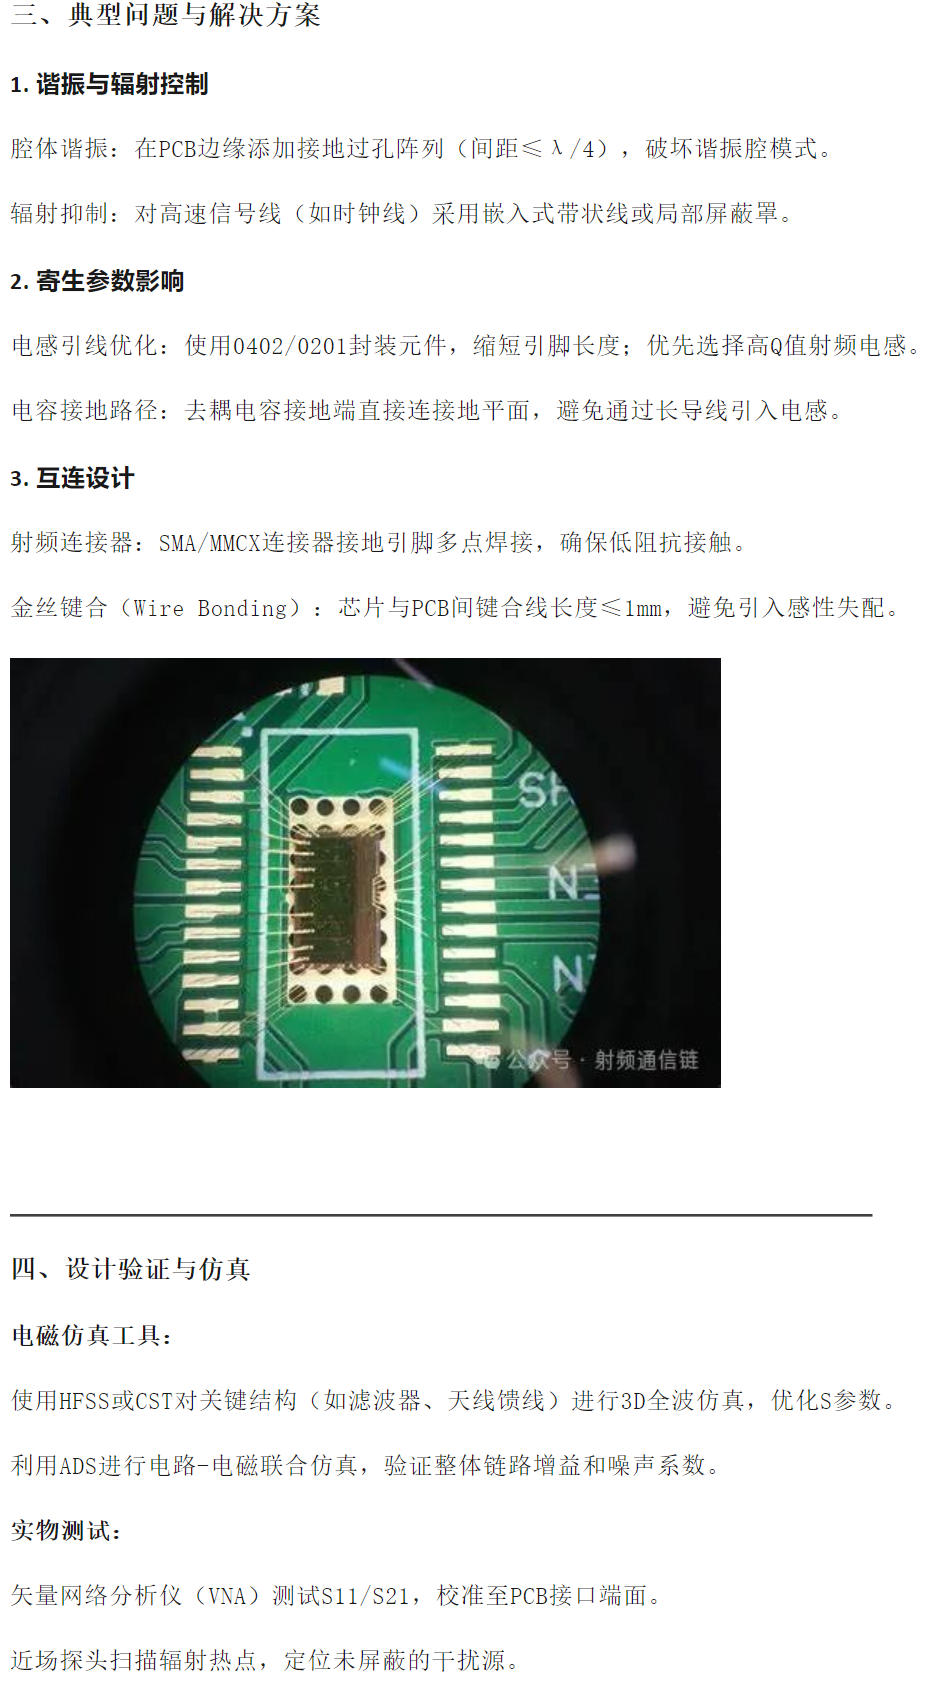 三、典型问题与解决方案
1. 谐振与辐射控制
腔体谐振：在PCB边缘添加接地过孔阵列（间距≤λ/4），破坏谐振腔模式。
辐射抑制：对高速信号线（如时钟线）采用嵌入式带状线或局部屏蔽罩。
2. 寄生参数影响
电感引线优化：使用0402/0201封装元件，缩短引脚长度；优先选择高Q值射频电感。
电容接地路径：去耦电容接地端直接连接地平面，避免通过长导线引入电感。
3. 互连设计
射频连接器：SMA/MMCX连接器接地引脚多点焊接，确保低阻抗接触。
金丝键合（Wire Bonding）：芯片与PCB间键合线长度≤1mm，避免引入感性失配。
公众号·射频通信链
四、设计验证与仿真
电磁仿真工具：
使用HFSS或CST对关键结构（如滤波器、天线馈线）进行3D全波仿真，优化S参数。
利用ADS进行电路-电磁联合仿真，验证整体链路增益和噪声系数。
实物测试：
矢量网络分析仪（VNA）测试S11/S21，校准至PCB接口端面。
近场探头扫描辐射热点，定位未屏蔽的干扰源。